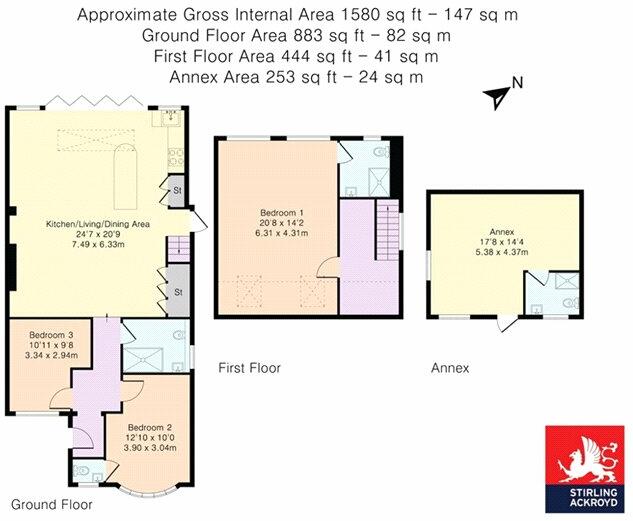 Approximate Gross Internal Area 1580 sq ft - 147 sq m
Ground Floor Area 883 sq ft - 82 sq m
First Floor Area 444 sq ft - 41 sq m
Annex Area 253 sq ft - 24 sq m
N
Kitchen/Living/Dining Area
24'7 x 20'9
7.49 x 6.33m
St
St
Bedroom 3
10'11 x 9'8
3.34 x 2.94m
Bedroom 2
12'10 x 10'0
3.90 x 3.04m
Ground Floor
Bedroom 1
20'8 x 14'2
6.31 x 4.31m
First Floor
Annex
17'8 x 14'4
5.38 x 4.37m
Annex
STIRLING
ACKROYD